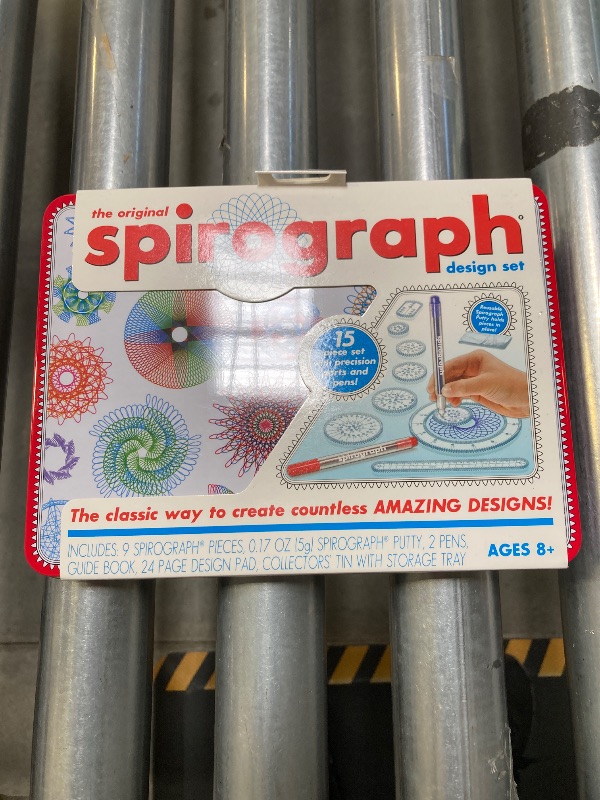 the original
spirograph®
design set
Reusable
Spirograph
Putty holds
pieces in
place!
15
piece set
precision
parts and
pens!
spirograph
The classic way to create countless AMAZING DESIGNS!
INCLUDES: 9 SPIROGRAPH® PIECES, 0.17 OZ (5g) SPIROGRAPH® PUTTY, 2 PENS,
GUIDE BOOK, 24 PAGE DESIGN PAD, COLLECTORS' TIN WITH STORAGE TRAY
AGES 8+